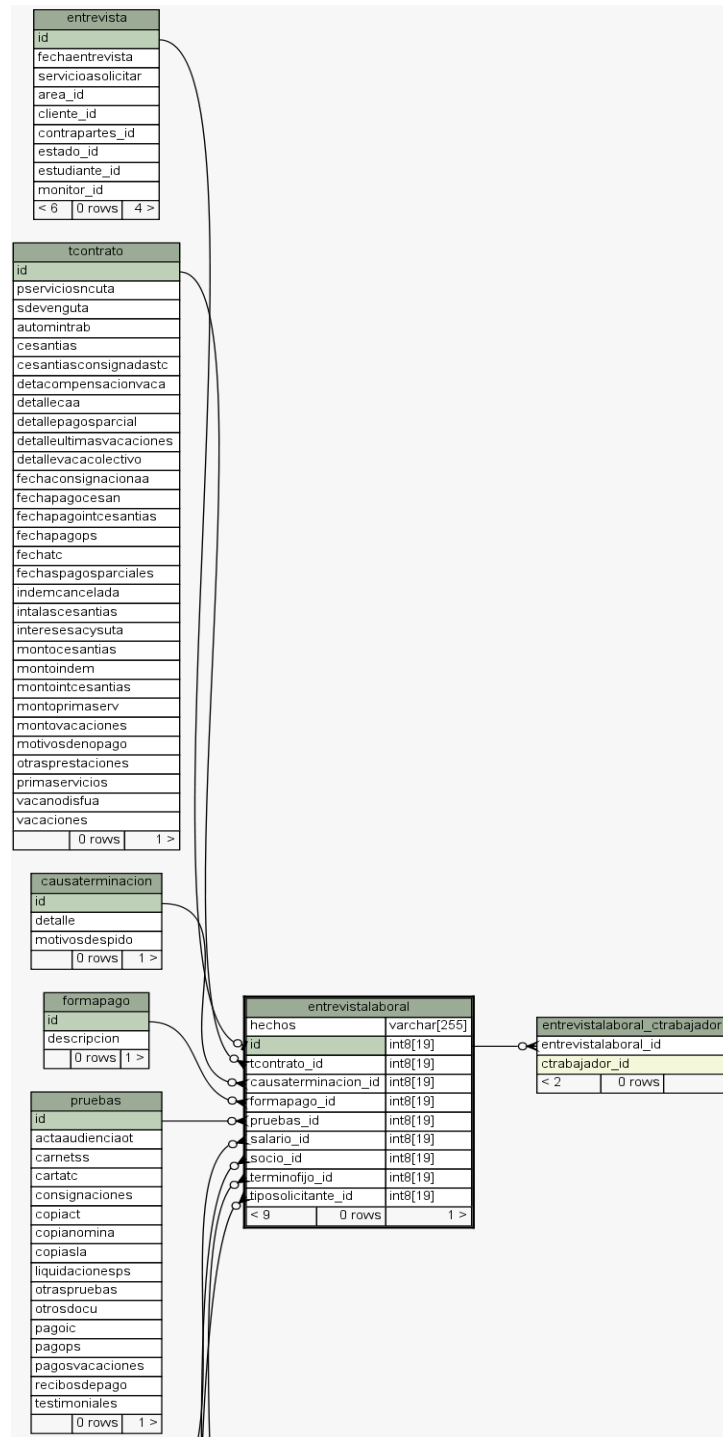 entrevista
id
fechaentrevista
servicioasolicitar
area_id
cliente_id
contrapartes_id
estado_id
estudiante_id
monitor_id
< 6 0 rows 4 >
tcontrato
id
pserviciosncuta
sdevenguta
automintrab
cesantias
cesantiasconsignadastc
detacompensacionvaca
detallecaa
detallepagosparcial
detalleultimasvacaciones
detallevacacolectivo
fechaconsignacionaa
fechapagocesan
fechapagointcesantias
fechapagops
fechatc
fechaspagosparciales
indemcancelada
intalascesantias
interesesacysuta
montocesantias
montoindem
montointcesantias
montoprimaserv
montovacaciones
motivosdenopago
otrasprestaciones
primaservicios
vacanodisfua
vacaciones
0 rows 1 >
causaterminacion
id
detalle
motivosdespido
0 rows 1 >
formapago
id
descripcion
0 rows 1 >
pruebas
id
actaaudienciaot
carnetss
cartatc
consignaciones
copiact
copianomina
copiasla
liquidacionesps
otraspruebas
otrosdocu
pagoic
pagops
pagosvacaciones
recibosdepago
testimoniales
0 rows 1 >
entrevistalaboral
hechos varchar[255]
id int8[19]
tcontrato_id int8[19]
causaterminacion_id int8[19]
formapago_id int8[19]
pruebas_id int8[19]
salario_id int8[19]
socio_id int8[19]
terminofijo_id int8[19]
tiposolicitante_id int8[19]
< 9 0 rows 1 >
entrevistalaboral_ctrabajador
entrevistalaboral_id
ctrabajador_id
< 2 0 rows